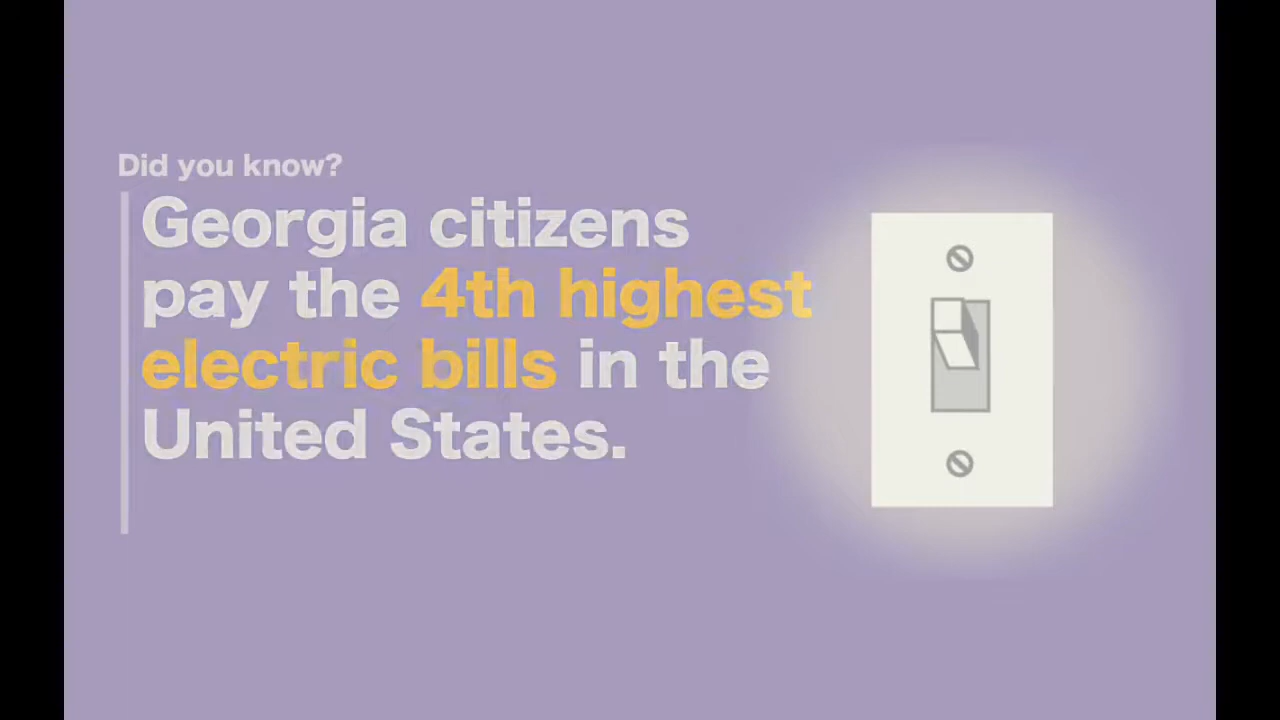 Did you know?
Georgia citizens
pay the 4th highest
electric bills in the
United States.